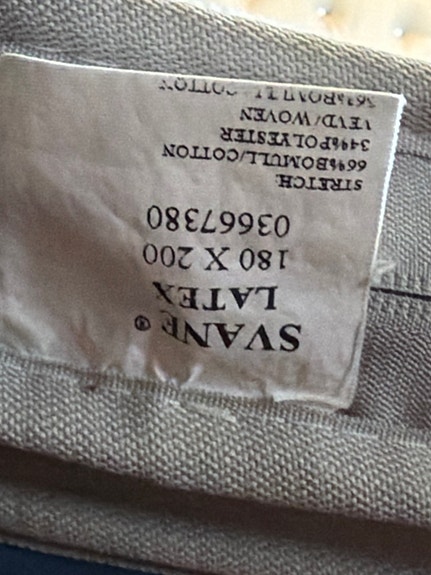 SVANE®
LATEX
180 X 200
03667380
STRETCH:
66%BOMULL/COTTON
34%POLYESTER
VEVD/WOVEN